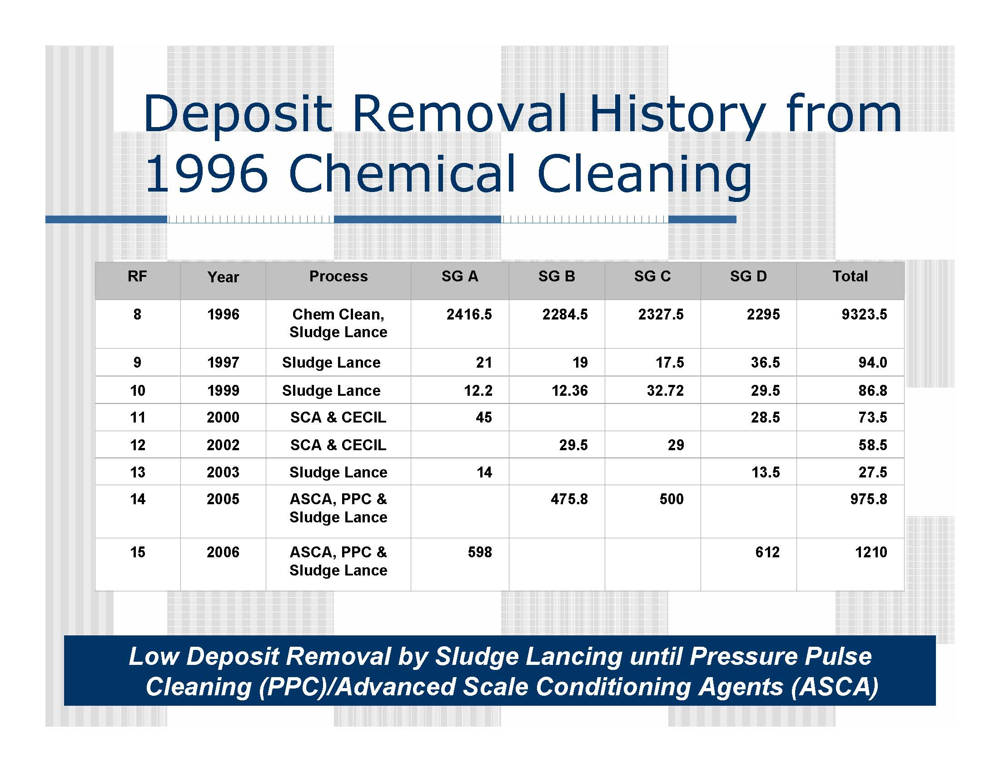 Deposit Removal History from
1996 Chemical Cleaning
RF Year Process SG A SG B SG C SG D Total
8 1996 Chem Clean, 2416.5 2284.5 2327.5 2295 9323.5
Sludge Lance
9 1997 Sludge Lance 21 19 17.5 36.5 94.0
10 1999 Sludge Lance 12.2 12.36 32.72 29.5 86.8
11 2000 SCA & CECIL 45 28.5 73.5
12 2002 SCA & CECIL 29.5 29 58.5
13 2003 Sludge Lance 14 13.5 27.5
14 2005 ASCA, PPC & 475.8 500 975.8
Sludge Lance
15 2006 ASCA, PPC & 598 612 1210
Sludge Lance
Low Deposit Removal by Sludge Lancing until Pressure Pulse
Cleaning (PPC)/Advanced Scale Conditioning Agents (ASCA)